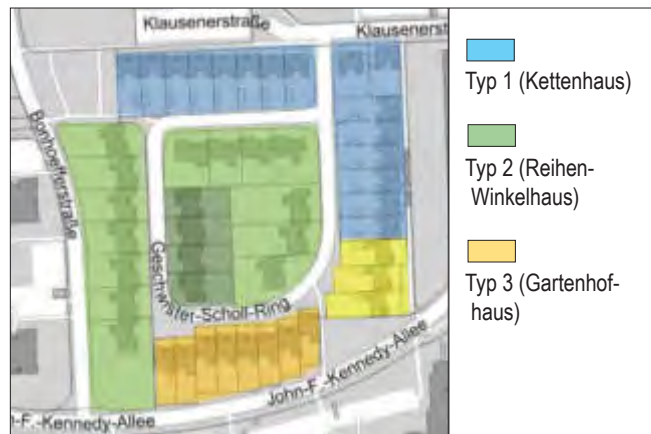 Klausenerstraße
Klausenerst
Bonhoefferstraße
Geschwister-Scholl-Ring
John-F.-Kennedy-Allee
n-F.-Kennedy-Allee
Typ 1 (Kettenhaus)
Typ 2 (Reihen-
Winkelhaus)
Typ 3 (Gartenhof-
haus)